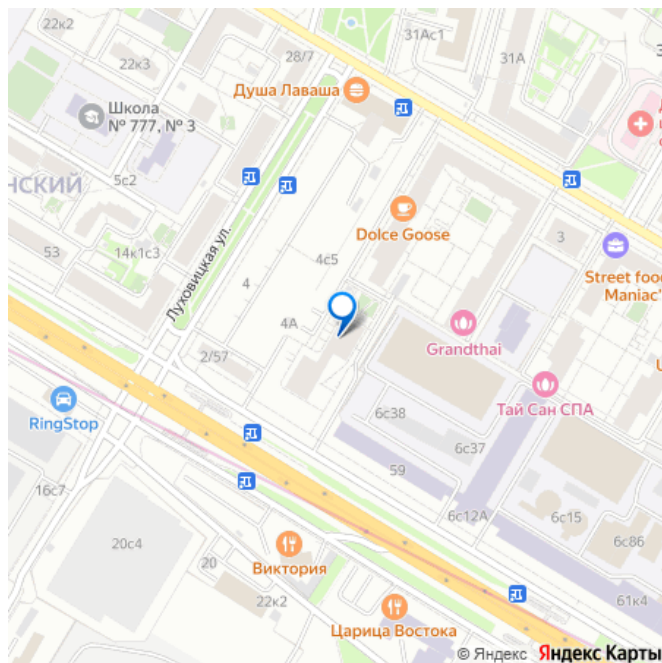 22к2
28/7
31Ас1
31А
22к3
Душа Лаваша
Школа
№ 777, № 3
5с2
НСКИЙ
Dolce Goose
3
53
14к1с3
Луховицкая ул.
4с5
4
Street foo
Maniac'
4А
2/57
Grandthai
Тай Сан СПА
RingStop
6с38
6с37
59
16с7
6с12А
6с15
6с86
20с4
20
Виктория
22к2
61к4
Царица Востока
© Яндекс Яндекс Карты